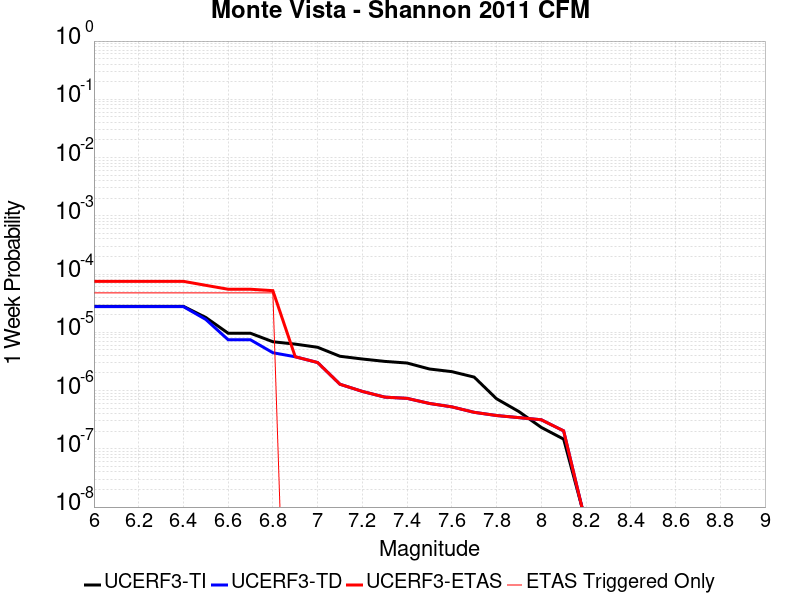 Monte Vista - Shannon 2011 CFM
10^0
10^-1
10^-2
10^-3
10^-4
10^-5
10^-6
10^-7
10^-8
1 Week Probability
6 6.2 6.4 6.6 6.8 7 7.2 7.4 7.6 7.8 8 8.2 8.4 8.6 8.8 9
Magnitude
UCERF3-TI UCERF3-TD UCERF3-ETAS ETAS Triggered Only